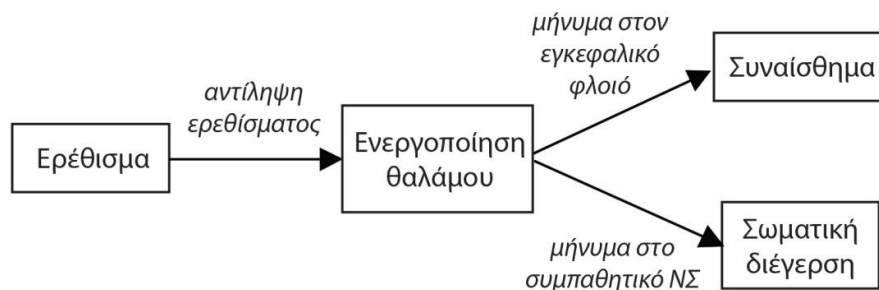 Ερέθισμα
αντίληψη
ερεθίσματος
Ενεργοποίηση
θαλάμου
μήνυμα στον
εγκεφαλικό
φλοιό
Συναίσθημα
μήνυμα στο
συμπαθητικό ΝΣ
Σωματική
διέγερση